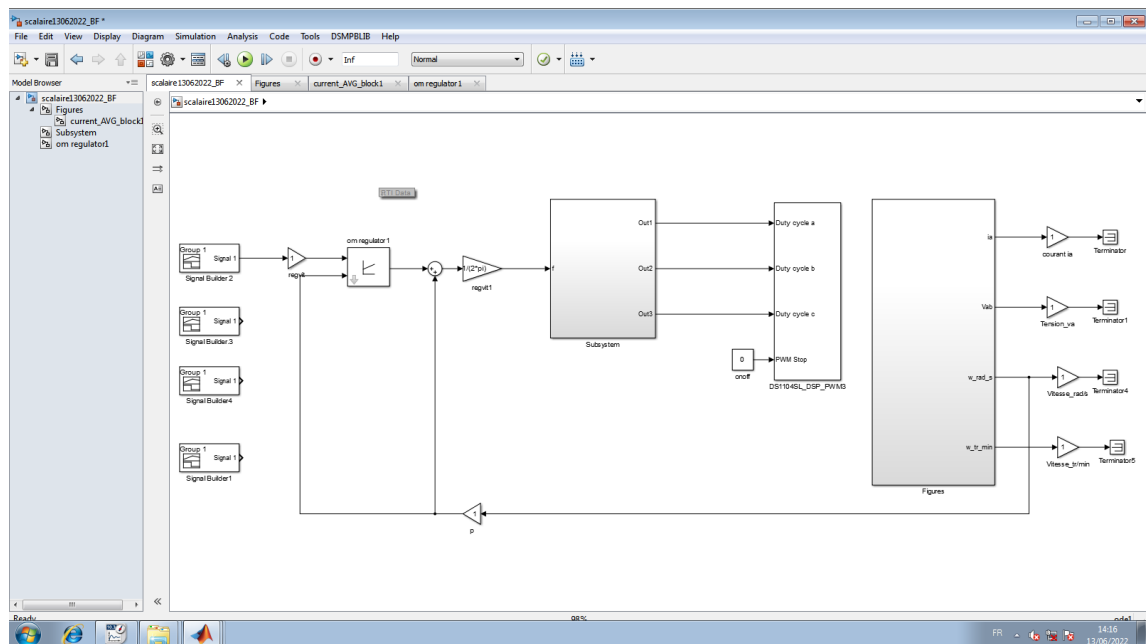 scalaire13062022_BF *
File Edit View Display Diagram Simulation Analysis Code Tools DSMPBLIB Help
Inf
Normal
Model Browser
scalaire13062022_BF
Figures
current_AVG_block1
om regulator1
scalaire13062022_BF
Figures
current_AVG_block1
Subsystem
om regulator1
scalaire13062022_BF
RTI Data
Group 1
Signal 1
Signal Builder 2
1
regvit
om regulator1
1/(2*pi)
regvit1
f
Out1
Out2
Out3
Subsystem
Duty cycle a
Duty cycle b
Duty cycle c
PWM Stop
DS1104SL_DSP_PWM3
0
onoff
ia
Vab
w_rad_s
w_tr_min
Figures
1
courant ia
Terminator
1
Tension_va
Terminator1
1
Vitesse_rad/s
Terminator4
1
Vitesse_tr/min
Terminator5
Group 1
Signal 1
Signal Builder.3
Group 1
Signal 1
Signal Builder4
Group 1
Signal 1
Signal Builder1
1
p
Ready
98%
ode1
FR
14:16
13/06/2022